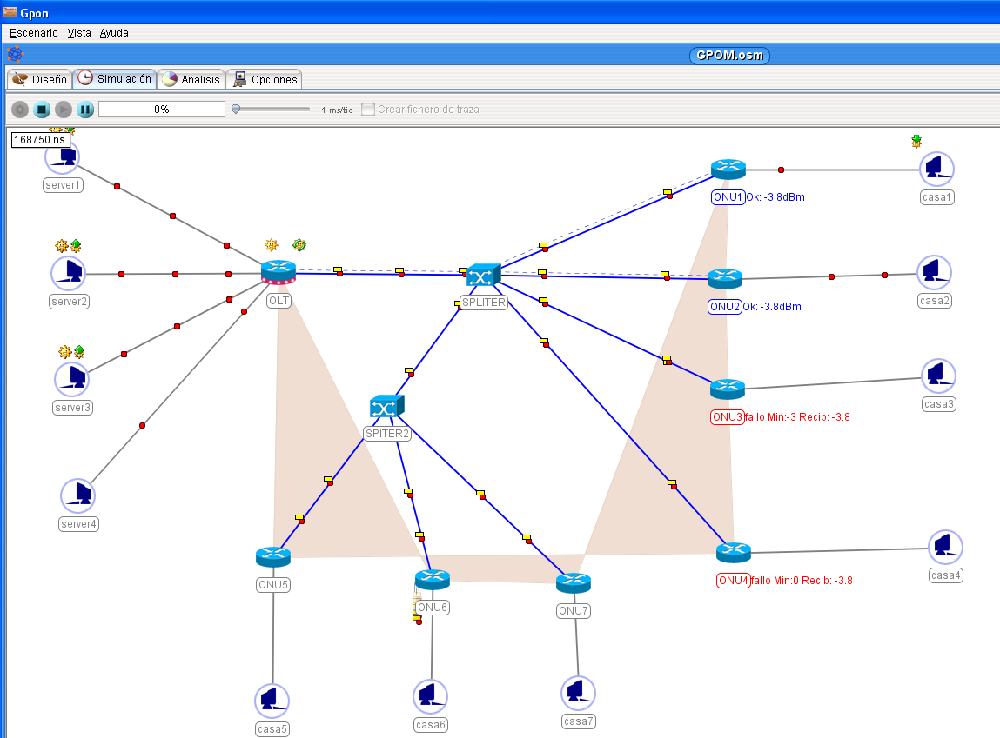 Gpon
Escenario Vista Ayuda
GPOM.osm
Diseño Simulación Análisis Opciones
0% 1 ms/tic Crear fichero de traza
168750 ns.
server1
ONU1 Ok: -3.8dBm
casa1
server2
OLT
SPLITER
ONU2 Ok: -3.8dBm
casa2
server3
SPITER2
ONU3 fallo Min:-3 Recib: -3.8
casa3
server4
ONU4 fallo Min:0 Recib: -3.8
casa4
ONU5
ONU6
ONU7
casa5
casa6
casa7